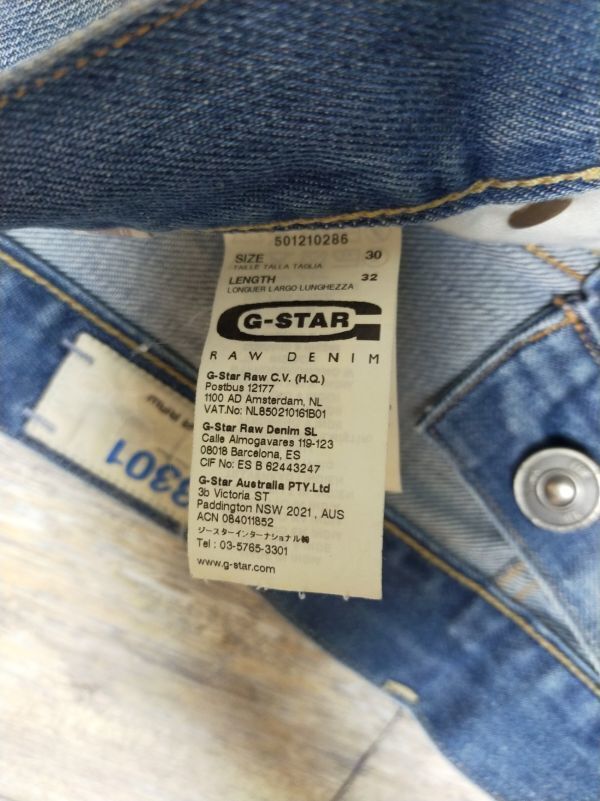 501210286
SIZE 30
TAILLE TALLA TAGLIA
LENGTH 32
LONGUER LARGO LUNGHEZZA
G-STAR
RAW DENIM
G-Star Raw C.V. (H.Q.)
Postbus 12177
1100 AD Amsterdam, NL
VAT.No: NL850210161B01
G-Star Raw Denim SL
Calle Almogavares 119-123
08018 Barcelona, ES
CIF No: ES B 62443247
G-Star Australia PTY.Ltd
3b Victoria ST
Paddington NSW 2021, AUS
ACN 084011852
ジースターインターナショナル㈱
Tel : 03-5765-3301
www.g-star.com
3301
RAW